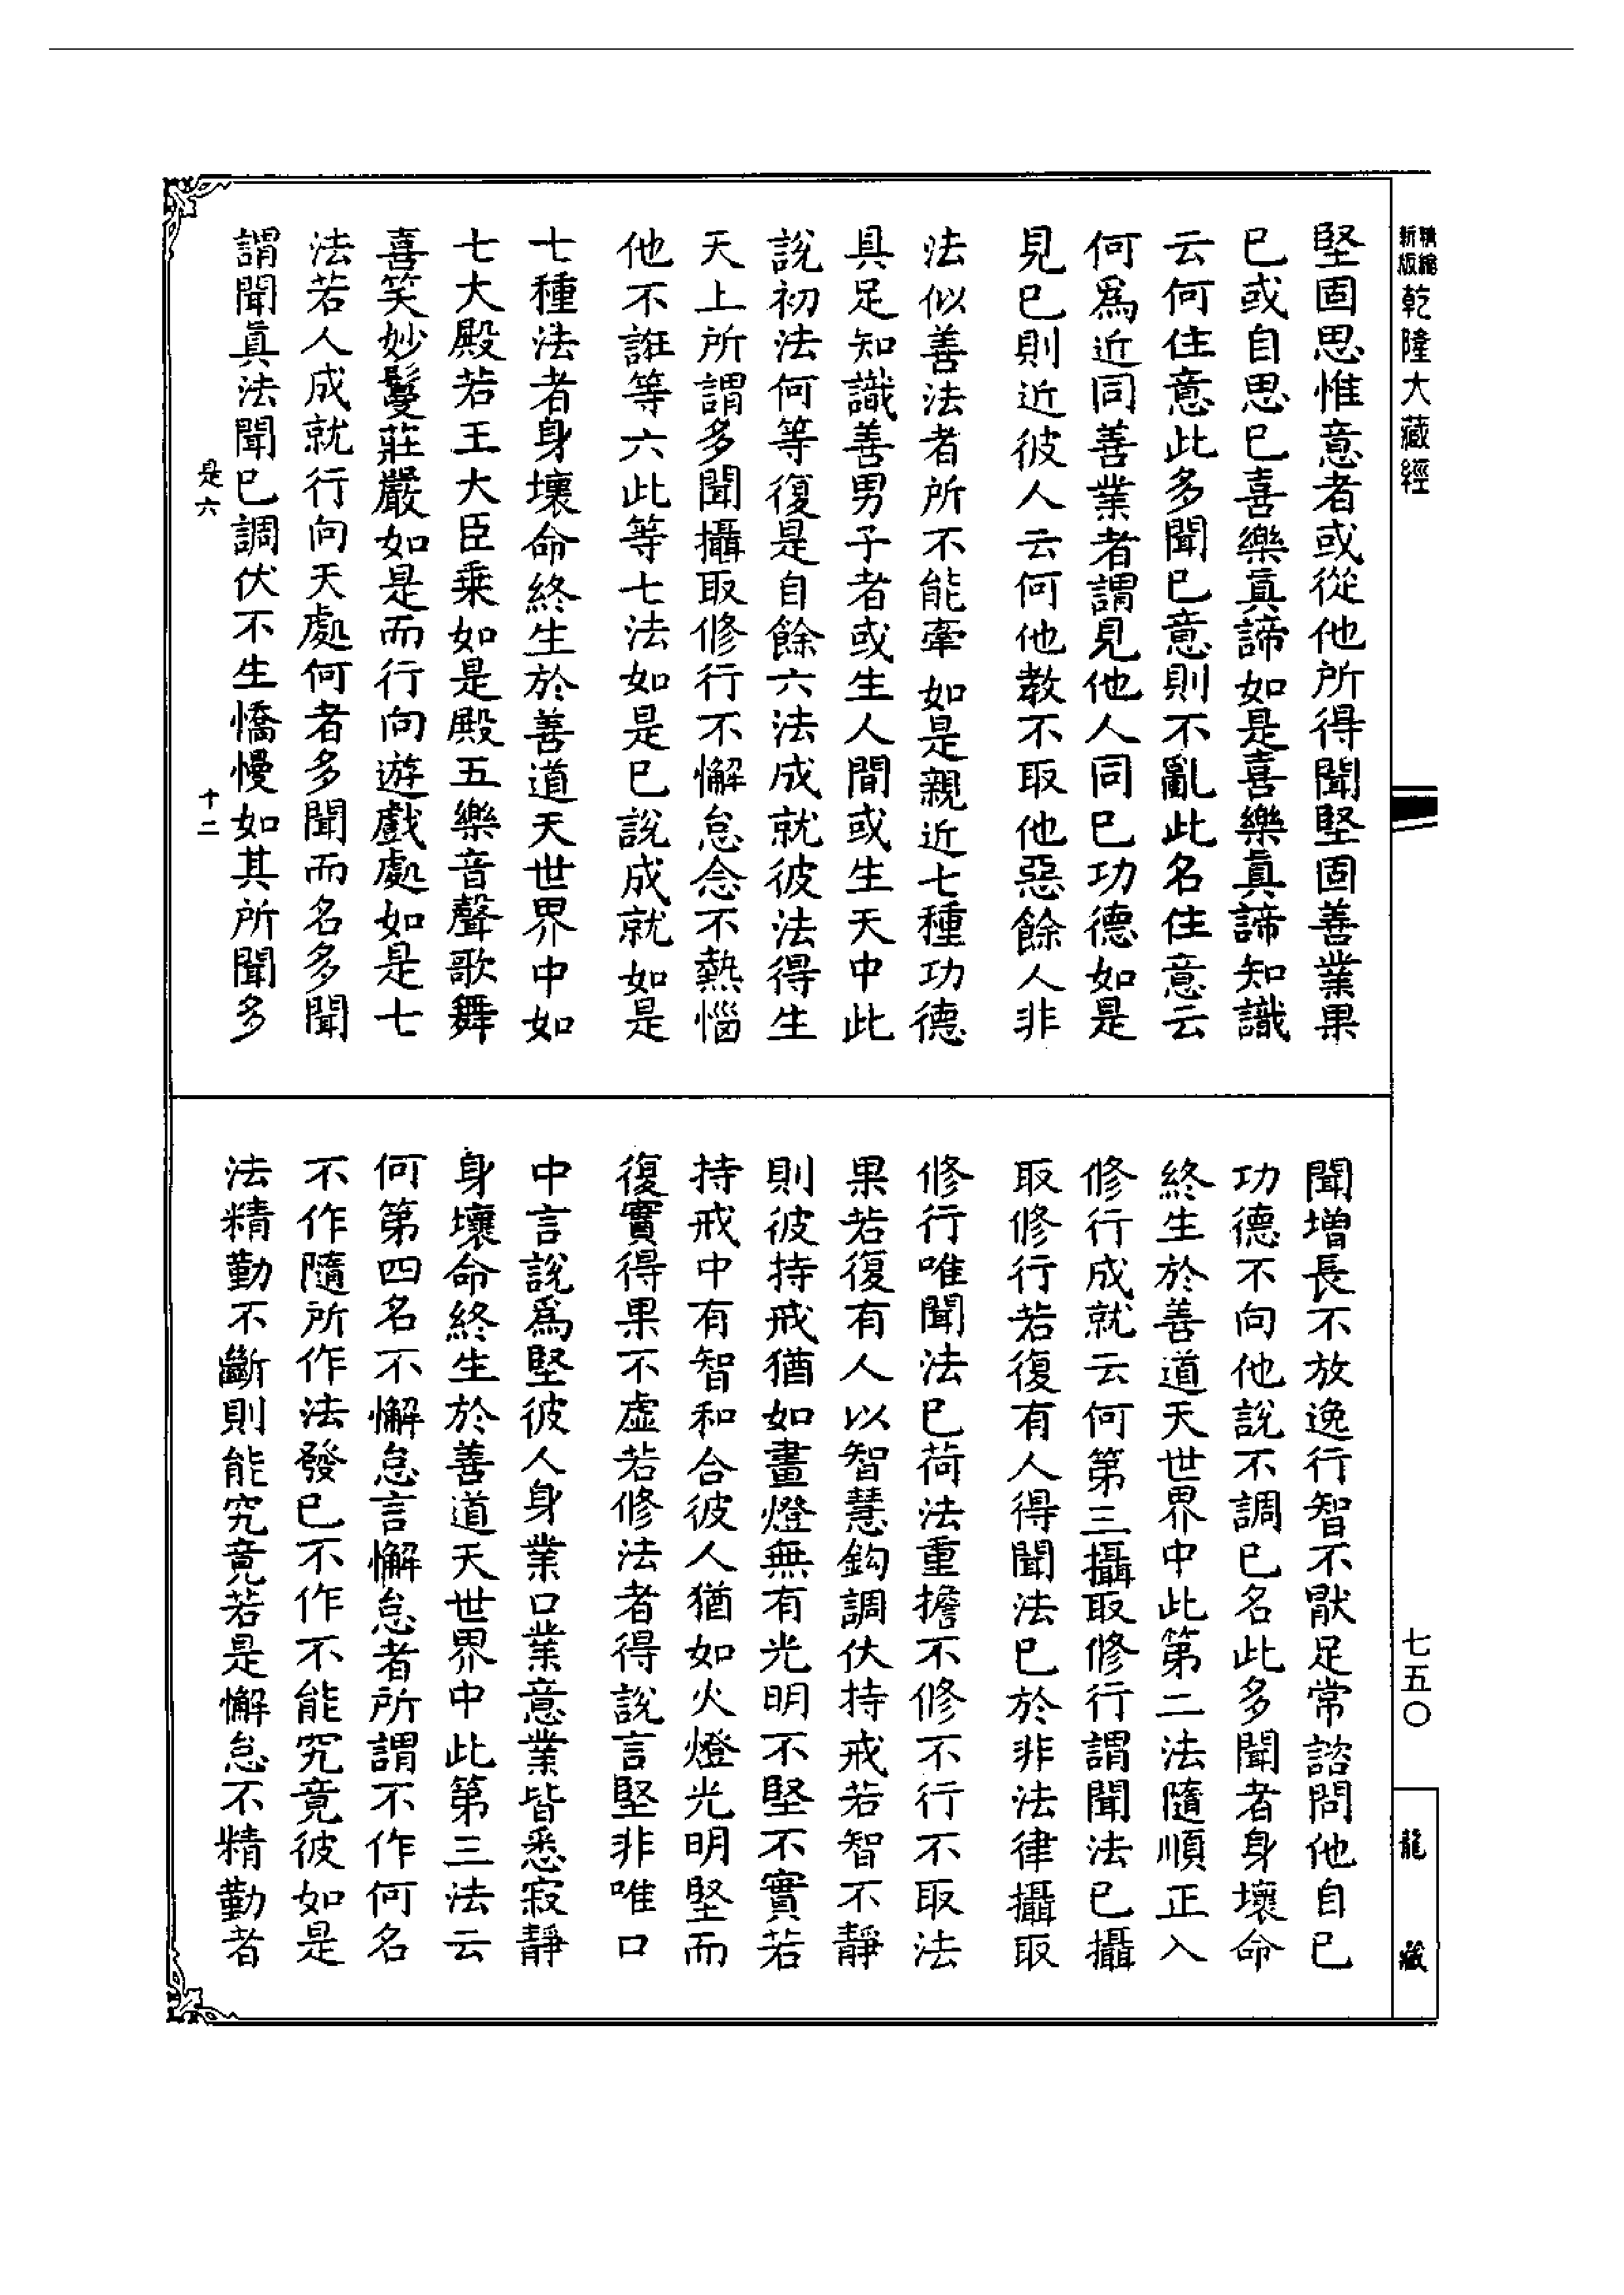 精縮新版乾隆大藏經
堅固思惟意者或從他所得聞堅固善業果
已或自思已喜樂真諦如是喜樂真諦知識
云何住意此多聞已意則不亂此名住意云
何爲近同善業者謂見他人同已功德如是
見已則近彼人云何他教不取他惡餘人非
法似善法者所不能牽如是親近七種功德
具足知識善男子者或生人間或生天中此
說初法何等復是自餘六法成就彼法得生
天上所謂多聞攝取修行不懈怠念不熱惱
他不誑等六此等七法如是已說成就如是
七種法者身壞命終生於善道天世界中如
七大殿若王大臣乘如是殿五樂音聲歌舞
喜笑妙鬘莊嚴如是而行向遊戲處如是七
法若人成就行向天處何者多聞而名多聞
謂聞真法聞已調伏不生憍慢如其所聞多
是六
十二
聞增長不放逸行智不猒足常諮問他自已
功德不向他說不調已名此多聞者身壞命
終生於善道天世界中此第二法隨順正入
修行成就云何第三攝取修行謂聞法已攝
取修行若復有人得聞法已於非法律攝取
修行唯聞法已荷法重擔不修不行不取法
果若復有人以智慧鉤調伏持戒若智不靜
則彼持戒猶如畫燈無有光明不堅不實若
持戒中有智和合彼人猶如火燈光明堅而
復實得果不虛若修法者得說言堅非唯口
中言說爲堅彼人身業口業意業皆悉寂靜
身壞命終生於善道天世界中此第三法云
何第四名不懈怠言懈怠者所謂不作何名
不作隨所作法發已不作不能究竟彼如是
法精勤不斷則能究竟若是懈怠不精勤者
七五〇
龍藏